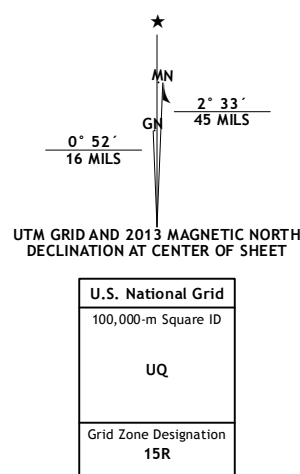 ★
MN
2° 33´
45 MILS
GN
0° 52´
16 MILS
UTM GRID AND 2013 MAGNETIC NORTH
DECLINATION AT CENTER OF SHEET
U.S. National Grid
100,000-m Square ID
UQ
Grid Zone Designation
15R